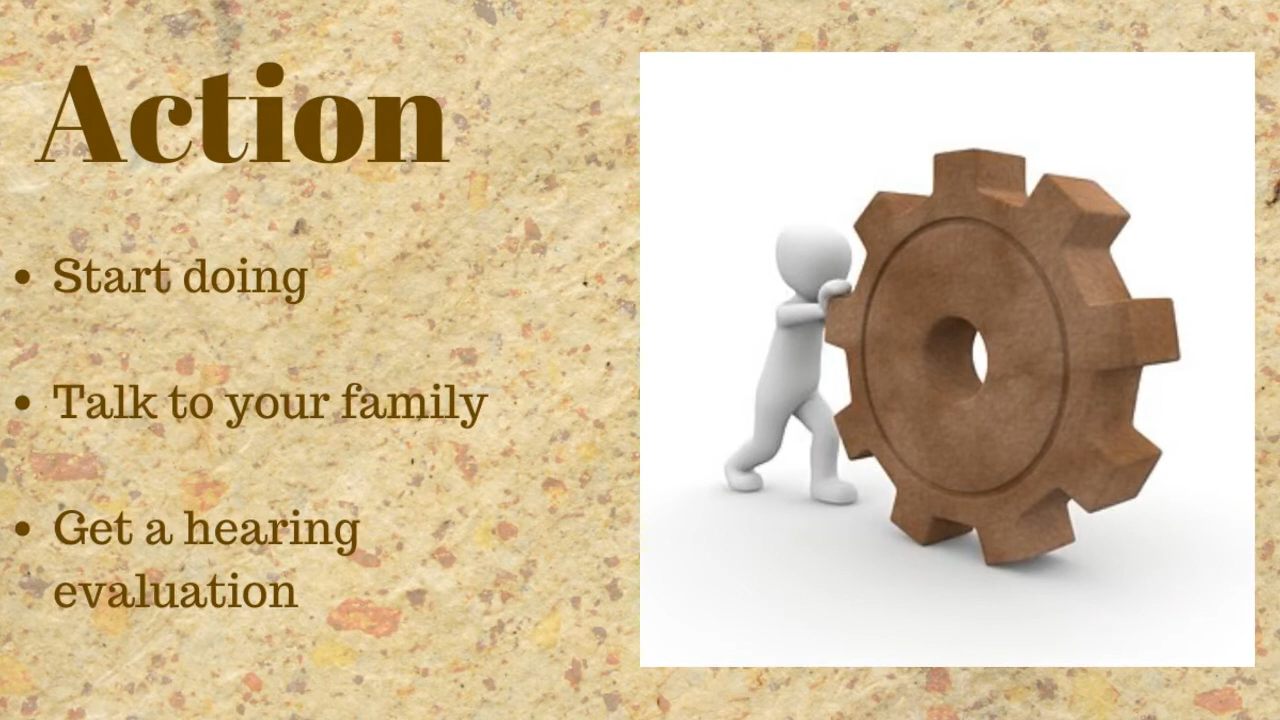 Action
• Start doing
• Talk to your family
• Get a hearing
evaluation